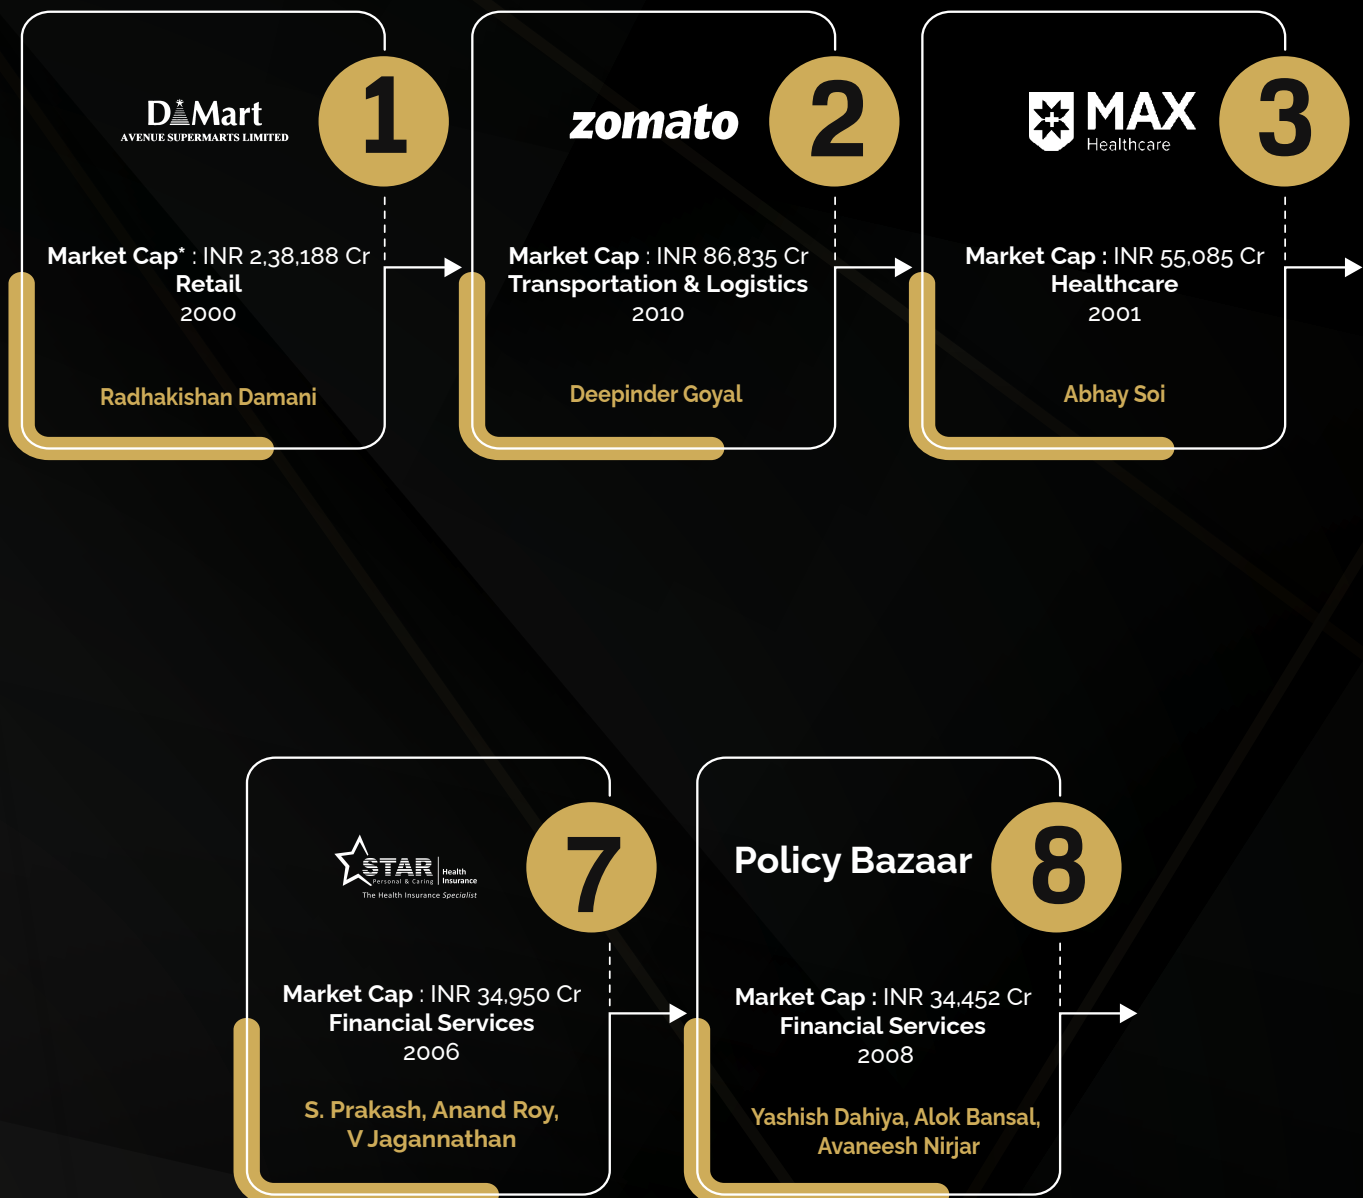 D Mart
AVENUE SUPERMARTS LIMITED
1
Market Cap* : INR 2,38,188 Cr
Retail
2000
Radhakishan Damani
zomato
2
Market Cap : INR 86,835 Cr
Transportation & Logistics
2010
Deepinder Goyal
MAX
Healthcare
3
Market Cap : INR 55,085 Cr
Healthcare
2001
Abhay Soi
STAR
Health
Insurance
Personal & Caring
The Health Insurance Specialist
7
Market Cap : INR 34,950 Cr
Financial Services
2006
S. Prakash, Anand Roy,
V Jagannathan
Policy Bazaar
8
Market Cap : INR 34,452 Cr
Financial Services
2008
Yashish Dahiya, Alok Bansal,
Avaneesh Nirjar